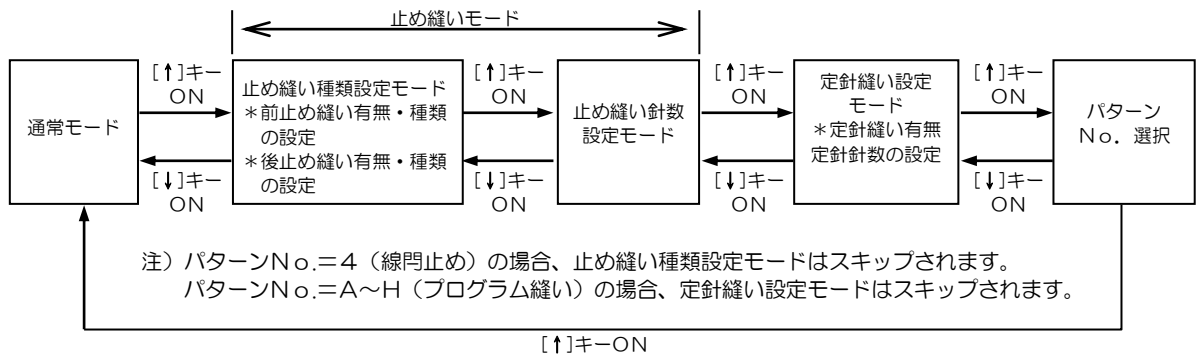 止め縫いモード
[↑]キー
ON
[↑]キー
ON
[↑]キー
ON
[↑]キー
ON
通常モード
止め縫い種類設定モード
＊前止め縫い有無・種類
の設定
＊後止め縫い有無・種類
の設定
止め縫い針数
設定モード
定針縫い設定
モード
＊定針縫い有無
定針針数の設定
パターン
Ｎｏ．選択
[↓]キー
ON
[↓]キー
ON
[↓]キー
ON
[↓]キー
ON
注）パターンＮｏ.＝４（線閂止め）の場合、止め縫い種類設定モードはスキップされます。
パターンＮｏ.＝Ａ～Ｈ（プログラム縫い）の場合、定針縫い設定モードはスキップされます。
[↑]キーON